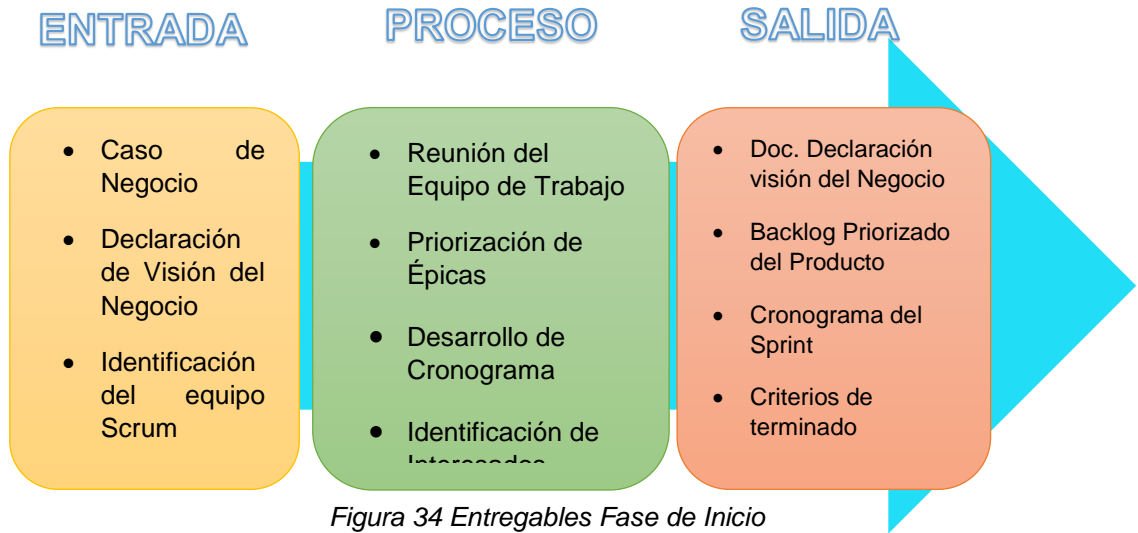 ENTRADA
PROCESO
SALIDA
• Caso de
Negocio
• Declaración
de Visión del
Negocio
• Identificación
del equipo
Scrum
• Reunión del
Equipo de Trabajo
• Priorización de
Épicas
• Desarrollo de
Cronograma
• Identificación de
Interesados
• Doc. Declaración
visión del Negocio
• Backlog Priorizado
del Producto
• Cronograma del
Sprint
• Criterios de
terminado
Figura 34 Entregables Fase de Inicio